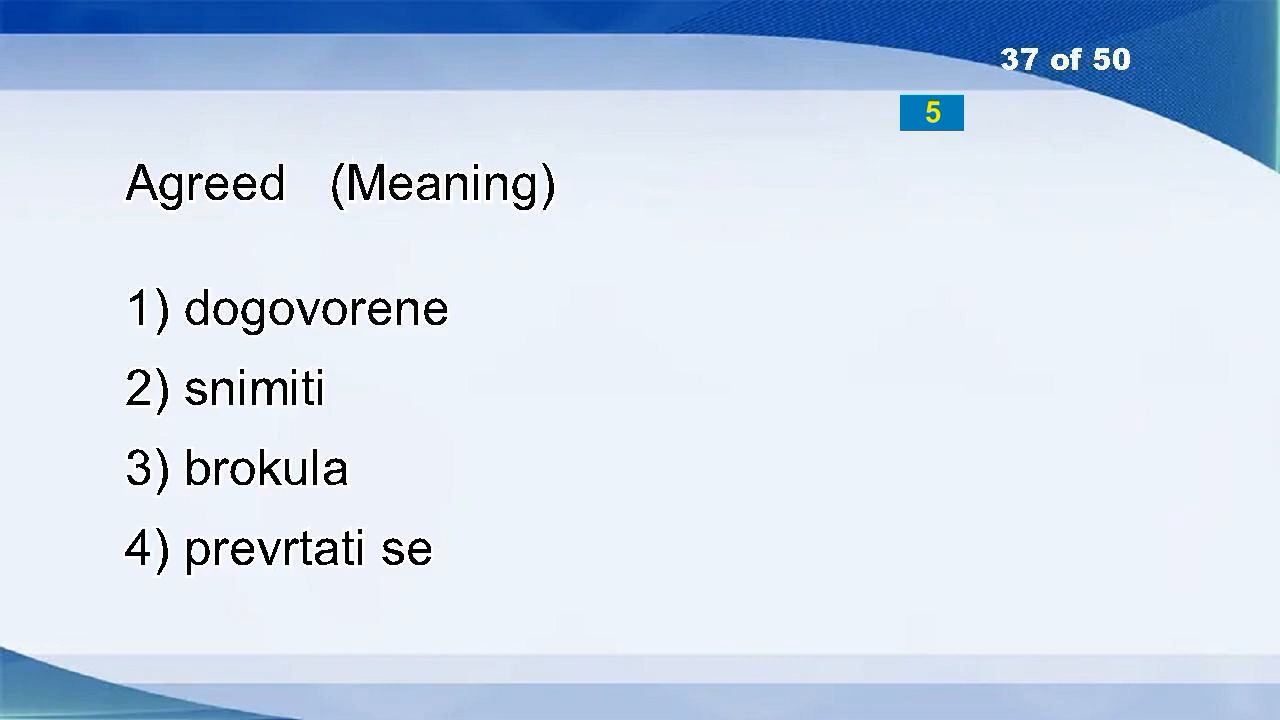 37 of 50
5
Agreed (Meaning)
1) dogovorene
2) snimiti
3) brokula
4) prevrtati se